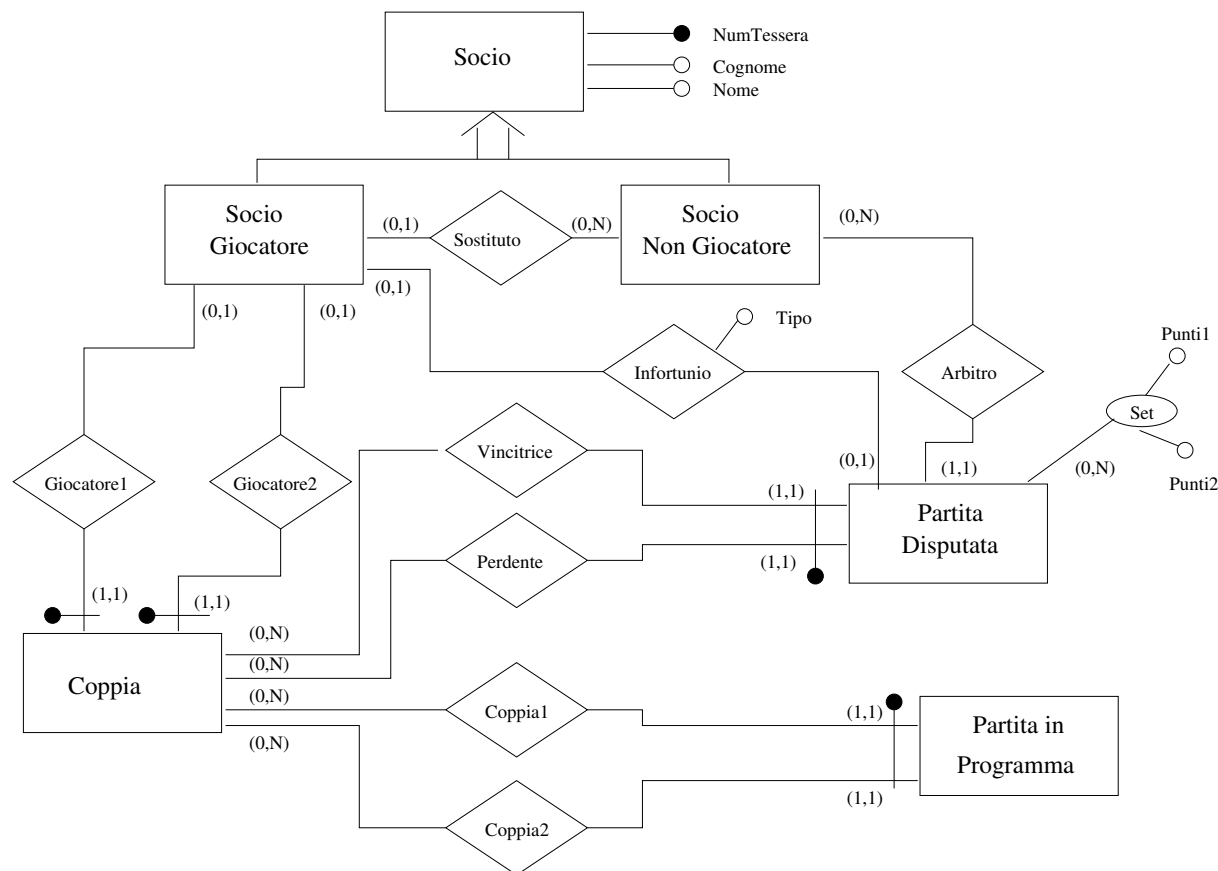 NumTessera
Socio
Cognome
Nome
Socio
Giocatore
(0,1)
Sostituto
(0,N)
Socio
Non Giocatore
(0,N)
(0,1)
(0,1)
(0,1)
Tipo
Infortunio
Arbitro
Punti1
Set
(0,N)
Punti2
Giocatore1
Giocatore2
Vincitrice
(0,1)
(1,1)
(1,1)
Partita
Disputata
Perdente
(1,1)
(1,1)
(1,1)
(0,N)
(0,N)
(0,N)
(0,N)
Coppia
Coppia1
(1,1)
Partita in
Programma
(1,1)
Coppia2